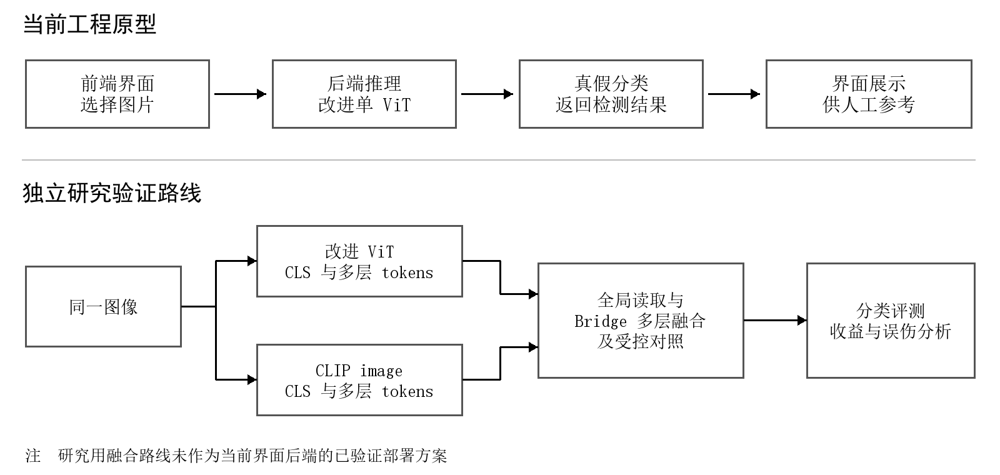 当前工程原型
前端界面
选择图片
后端推理
改进单 ViT
真假分类
返回检测结果
界面展示
供人工参考
独立研究验证路线
同一图像
改进 ViT
CLS 与多层 tokens
CLIP image
CLS 与多层 tokens
全局读取与
Bridge 多层融合
及受控对照
分类评测
收益与误伤分析
注 研究用融合路线未作为当前界面后端的已验证部署方案